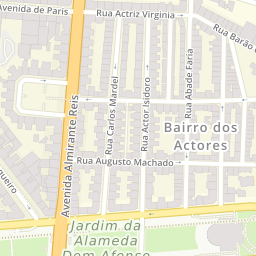 Avenida de Paris
Rua Actriz Virginia
Rua Barão
Rua Carlos Mardel
Rua Actor Isidoro
Rua Abade Faria
Avenida Almirante Reis
Bairro dos
Actores
Rua Augusto Machado
queiro
Jardim da
Alameda
Dom Afonso